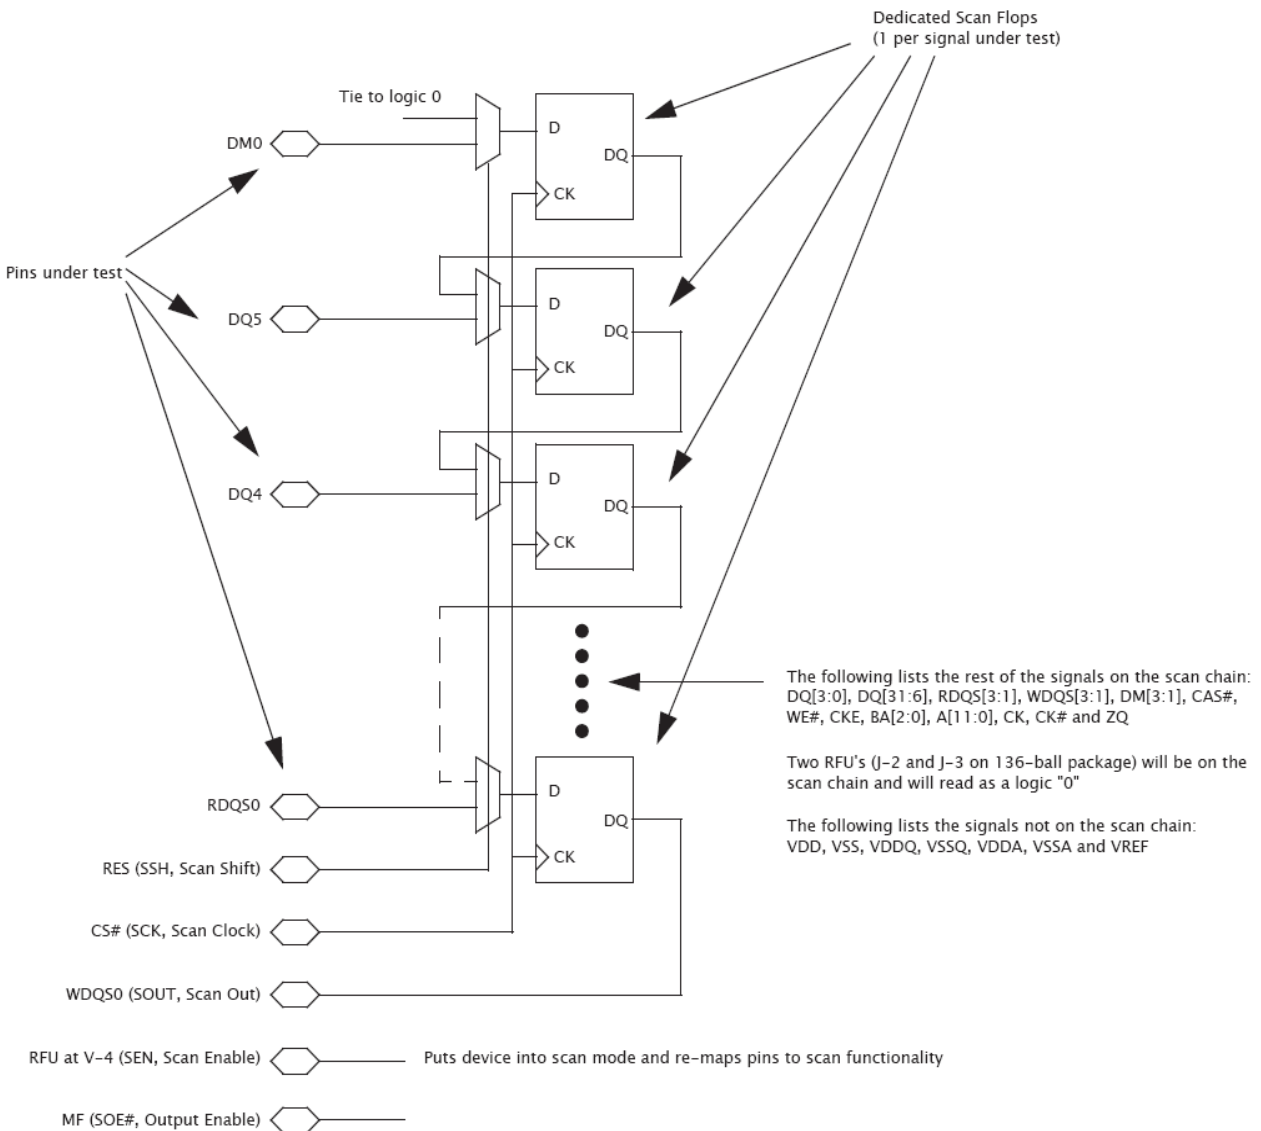 Dedicated Scan Flops
(1 per signal under test)
Tie to logic 0
DM0
D
DQ
CK
Pins under test
DQ5
D
DQ
CK
DQ4
D
DQ
CK
The following lists the rest of the signals on the scan chain:
DQ[3:0], DQ[31:6], RDQS[3:1], WDQS[3:1], DM[3:1], CAS#,
WE#, CKE, BA[2:0], A[11:0], CK, CK# and ZQ
Two RFU's (J-2 and J-3 on 136-ball package) will be on the
scan chain and will read as a logic "0"
The following lists the signals not on the scan chain:
VDD, VSS, VDDQ, VSSQ, VDDA, VSSA and VREF
RDQS0
D
DQ
CK
RES (SSH, Scan Shift)
CS# (SCK, Scan Clock)
WDQS0 (SOUT, Scan Out)
RFU at V-4 (SEN, Scan Enable)
Puts device into scan mode and re-maps pins to scan functionality
MF (SOE#, Output Enable)